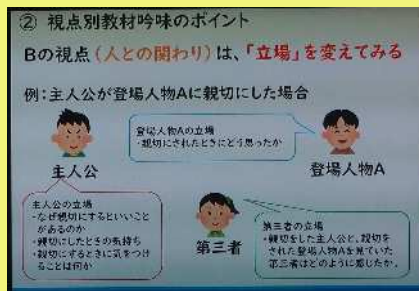 ② 視点別教材吟味のポイント
Bの視点(人との関わり)は、「立場」を変えてみる
例:主人公が登場人物Aに親切にした場合
登場人物Aの立場
・親切にされたときにどう思ったか
主人公
登場人物A
主人公の立場
・なぜ親切にするといいこと
があるのか
・親切にしたときの気持ち
・親切にするときに気をつけ
ることは何か
第三者
第三者の立場
・親切をした主人公と、親切を
された登場人物Aを見ていた
第三者はどのように感じたか。